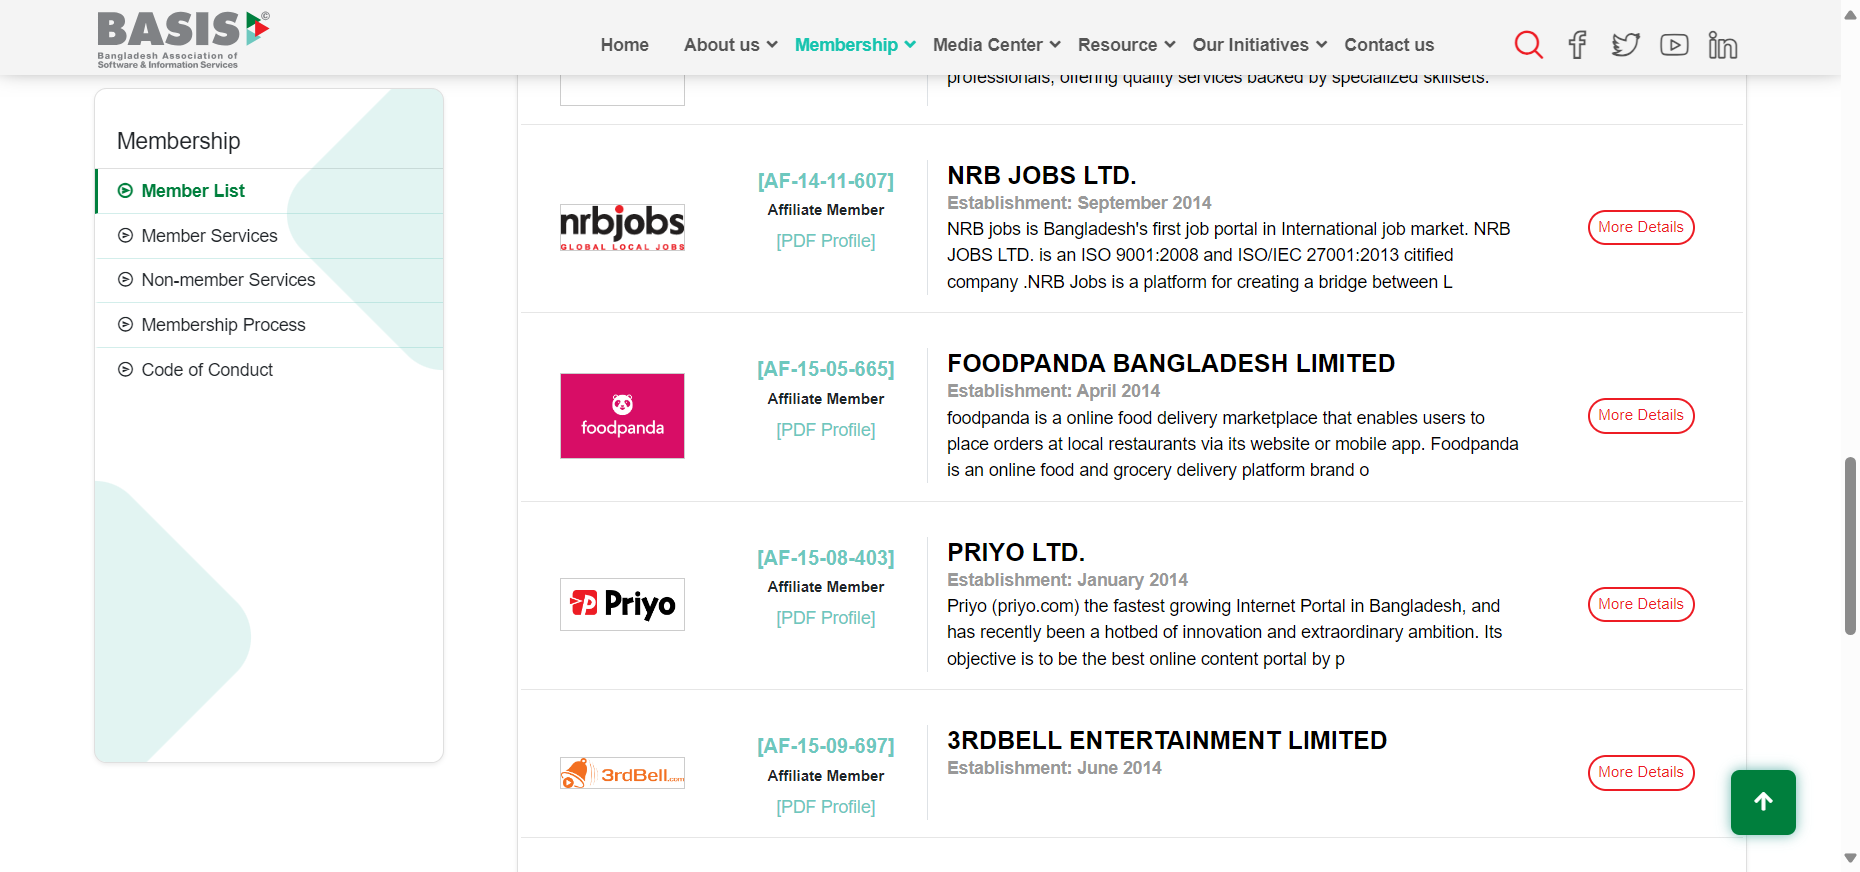 BASIS
Bangladesh Association of
Software & Information Services
Home
About us
Membership
Media Center
Resource
Our Initiatives
Contact us
Membership
Member List
Member Services
Non-member Services
Membership Process
Code of Conduct
professionals, offering quality services backed by specialized skillsets.
nrbjobs
GLOBAL LOCAL JOBS
[AF-14-11-607]
Affiliate Member
[PDF Profile]
NRB JOBS LTD.
Establishment: September 2014
NRB jobs is Bangladesh's first job portal in International job market. NRB
JOBS LTD. is an ISO 9001:2008 and ISO/IEC 27001:2013 citified
company .NRB Jobs is a platform for creating a bridge between L
More Details
foodpanda
[AF-15-05-665]
Affiliate Member
[PDF Profile]
FOODPANDA BANGLADESH LIMITED
Establishment: April 2014
foodpanda is a online food delivery marketplace that enables users to
place orders at local restaurants via its website or mobile app. Foodpanda
is an online food and grocery delivery platform brand o
More Details
Priyo
[AF-15-08-403]
Affiliate Member
[PDF Profile]
PRIYO LTD.
Establishment: January 2014
Priyo (priyo.com) the fastest growing Internet Portal in Bangladesh, and
has recently been a hotbed of innovation and extraordinary ambition. Its
objective is to be the best online content portal by p
More Details
3rdBell.com
[AF-15-09-697]
Affiliate Member
[PDF Profile]
3RDBELL ENTERTAINMENT LIMITED
Establishment: June 2014
More Details